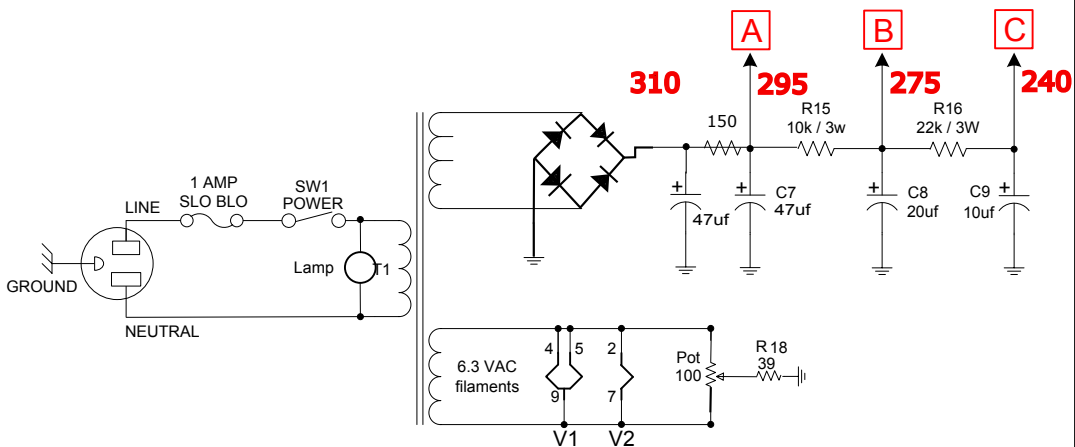 A
B
C
310
295
275
240
150
R15
10k / 3w
R16
22k / 3W
1 AMP
SLO BLO
SW1
POWER
LINE
+
47uf
+
C7
47uf
+
C8
20uf
+
C9
10uf
Lamp
T1
GROUND
NEUTRAL
6.3 VAC
filaments
4
5
9
2
7
Pot
100
R 18
39
V1
V2